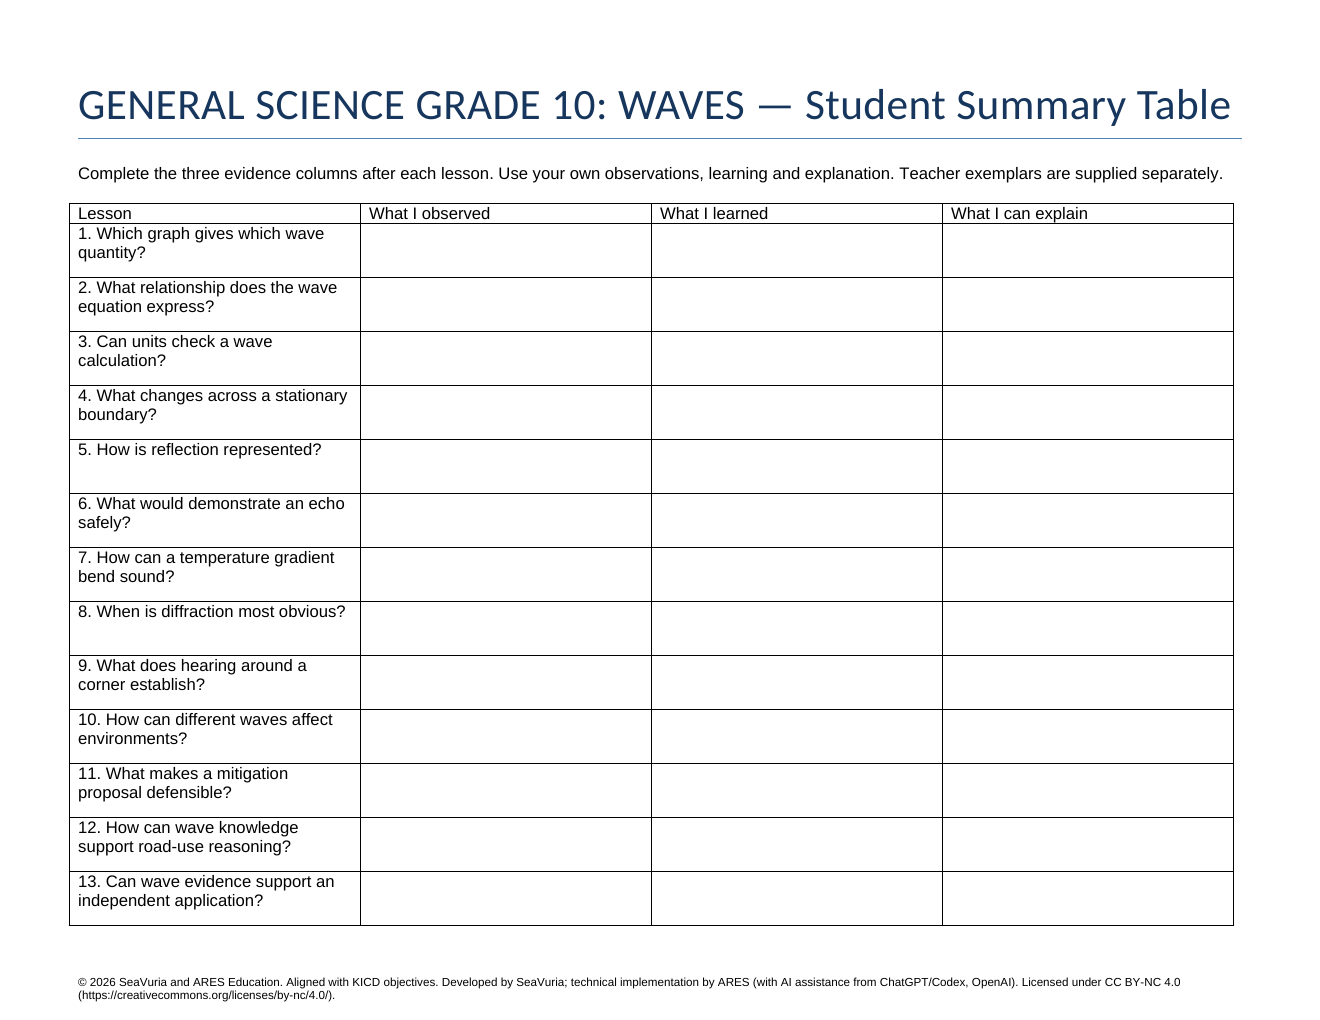 GENERAL SCIENCE GRADE 10: WAVES — Student Summary Table
Complete the three evidence columns after each lesson. Use your own observations, learning and explanation. Teacher exemplars are supplied separately.
Lesson What I observed What I learned What I can explain
1. Which graph gives which wave
quantity?
2. What relationship does the wave
equation express?
3. Can units check a wave
calculation?
4. What changes across a stationary
boundary?
5. How is reflection represented?
6. What would demonstrate an echo
safely?
7. How can a temperature gradient
bend sound?
8. When is diffraction most obvious?
9. What does hearing around a
corner establish?
10. How can different waves affect
environments?
11. What makes a mitigation
proposal defensible?
12. How can wave knowledge
support road-use reasoning?
13. Can wave evidence support an
independent application?
© 2026 SeaVuria and ARES Education. Aligned with KICD objectives. Developed by SeaVuria; technical implementation by ARES (with AI assistance from ChatGPT/Codex, OpenAI). Licensed under CC BY-NC 4.0
(https://creativecommons.org/licenses/by-nc/4.0/).